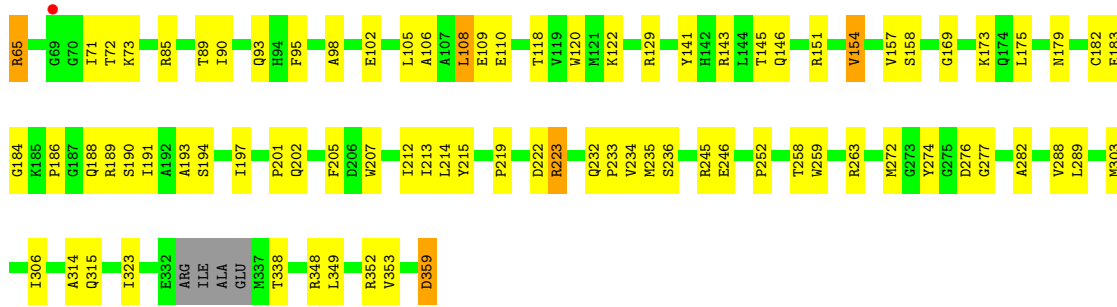 R65 G69 G70 I71 T72 K73 R85 T89 I90 Q93 H94 F95 A98 E102 L105 A106 A107 L108 E109 E110 T118 V119 W120 M121 K122 R129 Y141 H142 R143 L144 T145 Q146 R151 V154 V157 S158 G169 K173 Q174 L175 N179 C182
G184 K185 P186 G187 Q188 R189 S190 I191 A192 A193 S194 I197 P201 Q202 F205 D206 W207 I212 I213 L214 Y215 P219 D222 R223 Q232 P233 V234 M235 S236 R245 E246 P252 T258 W259 R263 M272 G273 Y274 G275 D276 G277 A282 V288 L289
I306 A314 Q315 I323 E332 ARG ILE ALA GLU M337 T338 R348 L349 R352 V353 D359